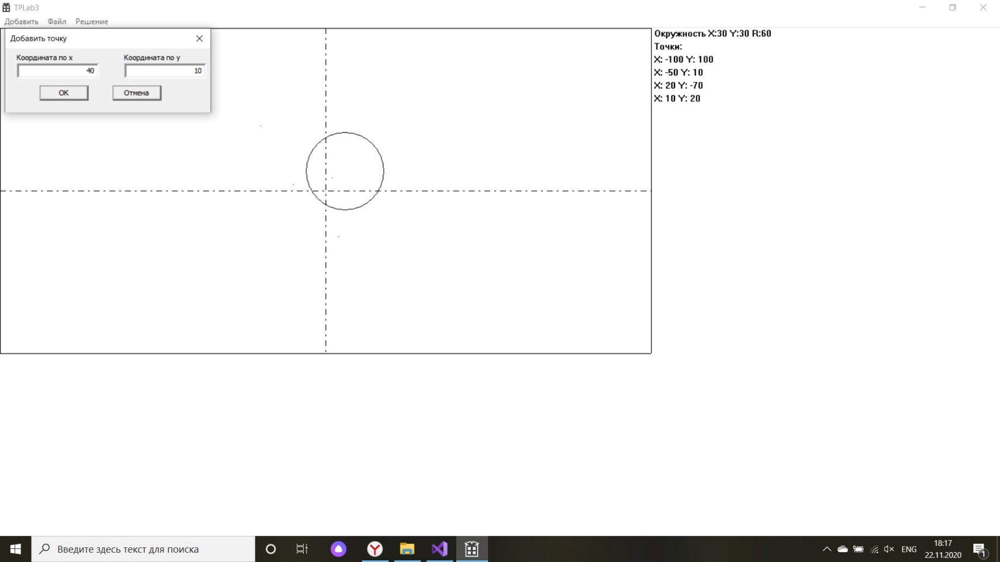 TPLab3
Добавить Файл Решение
Добавить точку
Координата по x Координата по y
40 10
OK Отмена
Окружность X:30 Y:30 R:60
Точки:
X: -100 Y: 100
X: -50 Y: 10
X: 20 Y: -70
X: 10 Y: 20
Введите здесь текст для поиска
ENG
18:17
22.11.2020
1